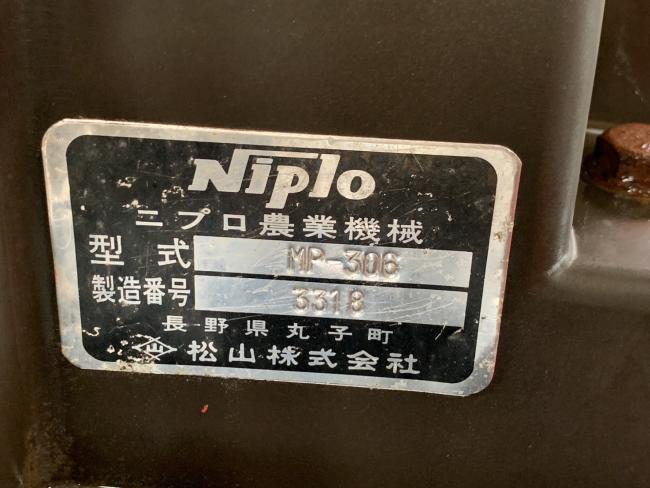 Niplo
ニプロ農業機械
型式 MP-306
製造番号 3318
長野県丸子町
松山株式会社